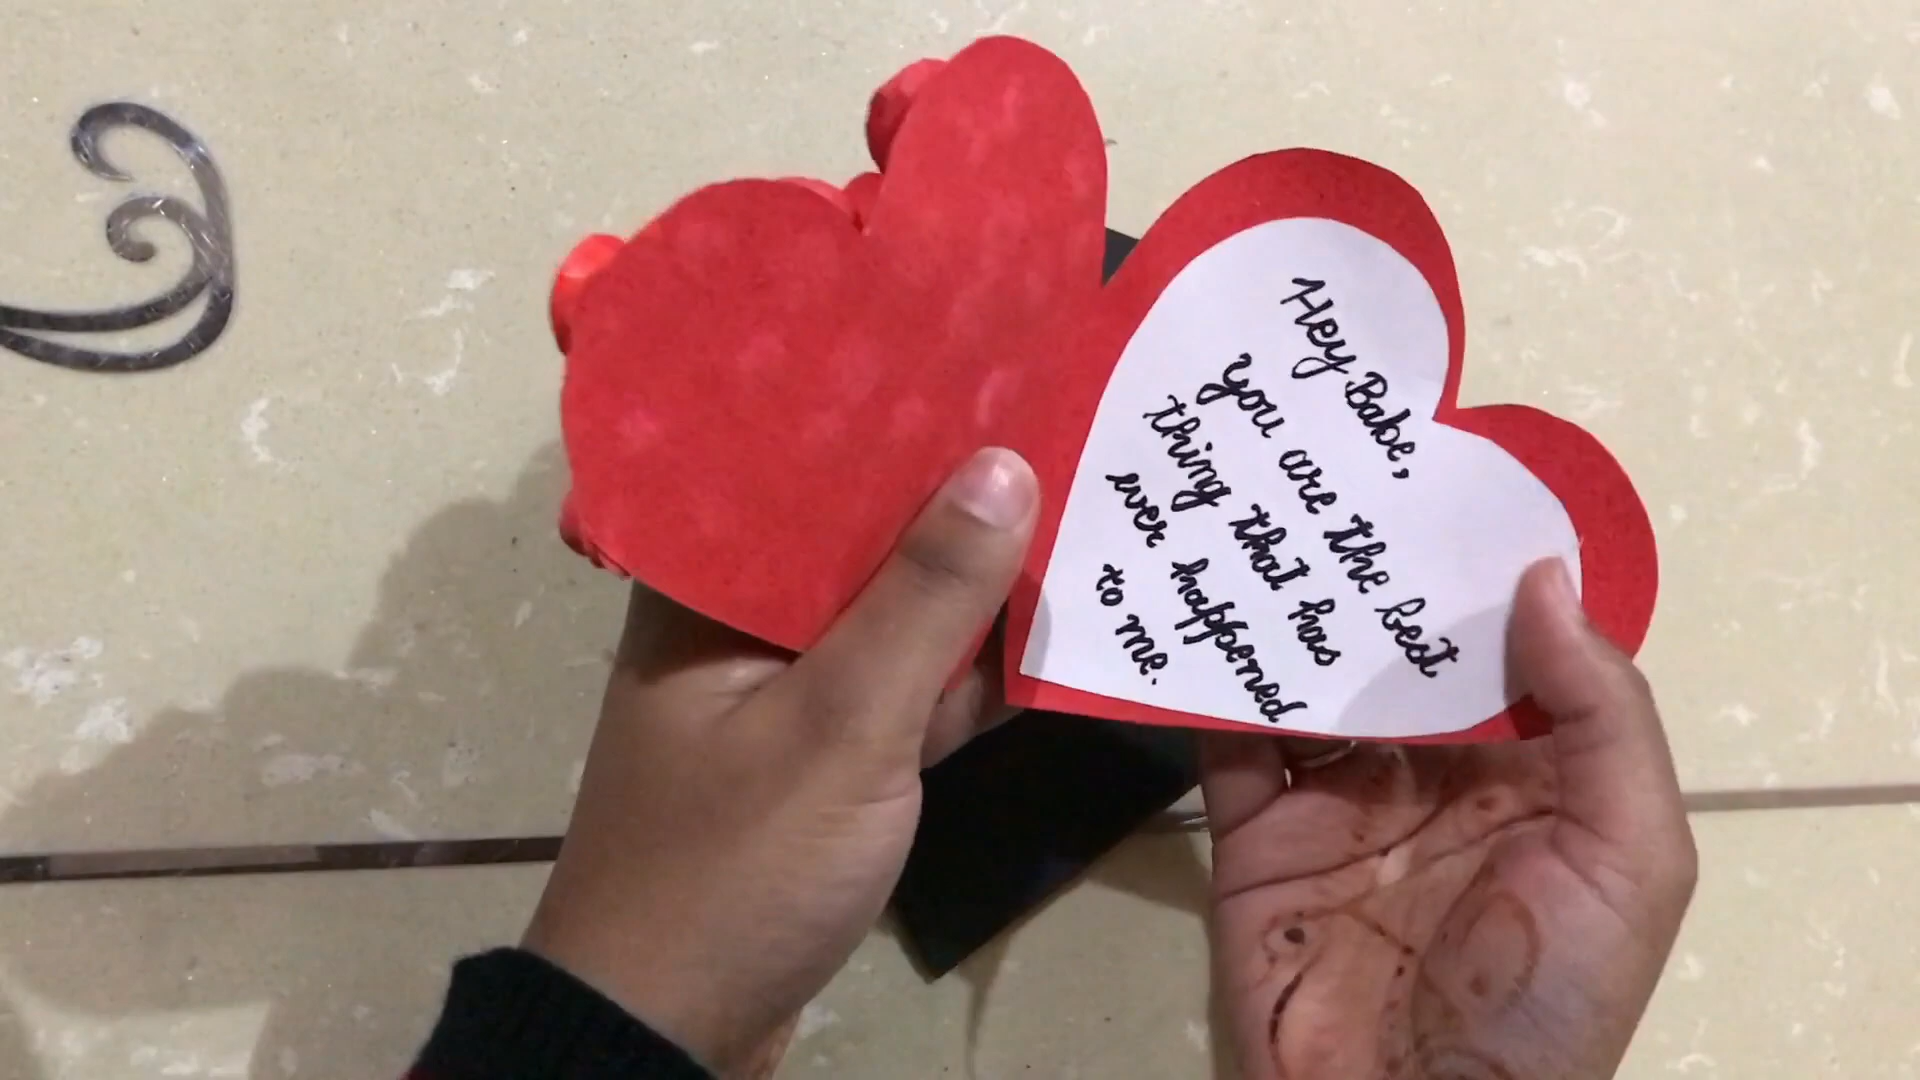 Hey Babe,
you are the best
thing that has
ever happened
to me.